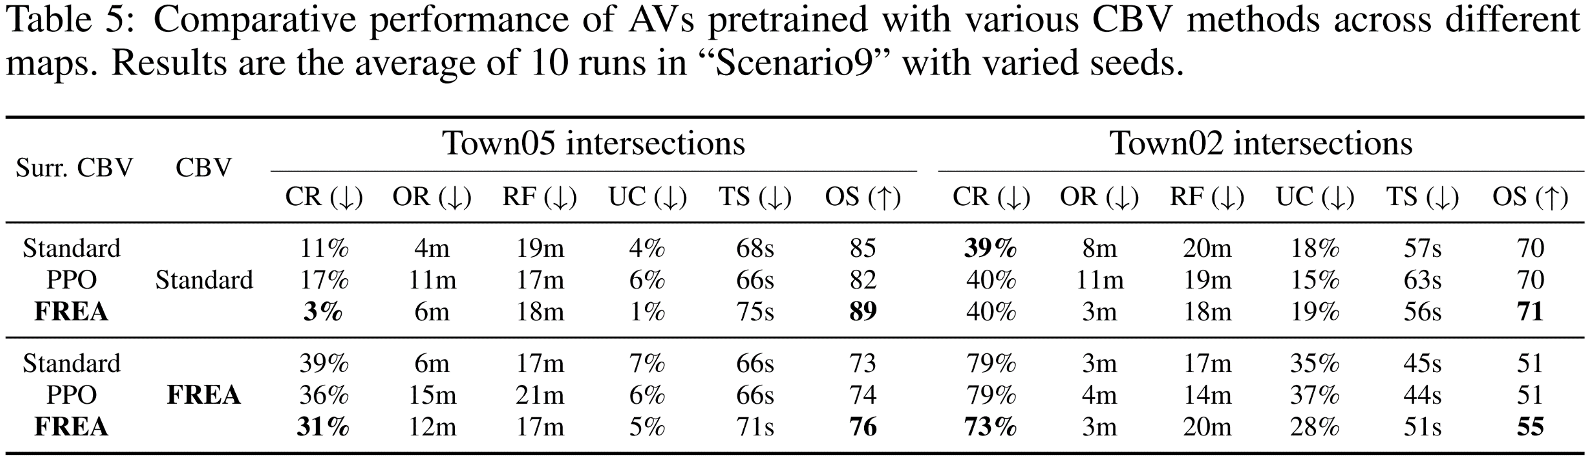 Table 5: Comparative performance of AVs pretrained with various CBV methods across different
maps. Results are the average of 10 runs in “Scenario9” with varied seeds.
Surr. CBV CBV Town05 intersections Town02 intersections
CR (↓) OR (↓) RF (↓) UC (↓) TS (↓) OS (↑) CR (↓) OR (↓) RF (↓) UC (↓) TS (↓) OS (↑)
Standard 11% 4m 19m 4% 68s 85 39% 8m 20m 18% 57s 70
PPO Standard 17% 11m 17m 6% 66s 82 40% 11m 19m 15% 63s 70
FREA 3% 6m 18m 1% 75s 89 40% 3m 18m 19% 56s 71
Standard 39% 6m 17m 7% 66s 73 79% 3m 17m 35% 45s 51
PPO FREA 36% 15m 21m 6% 66s 74 79% 4m 14m 37% 44s 51
FREA 31% 12m 17m 5% 71s 76 73% 3m 20m 28% 51s 55